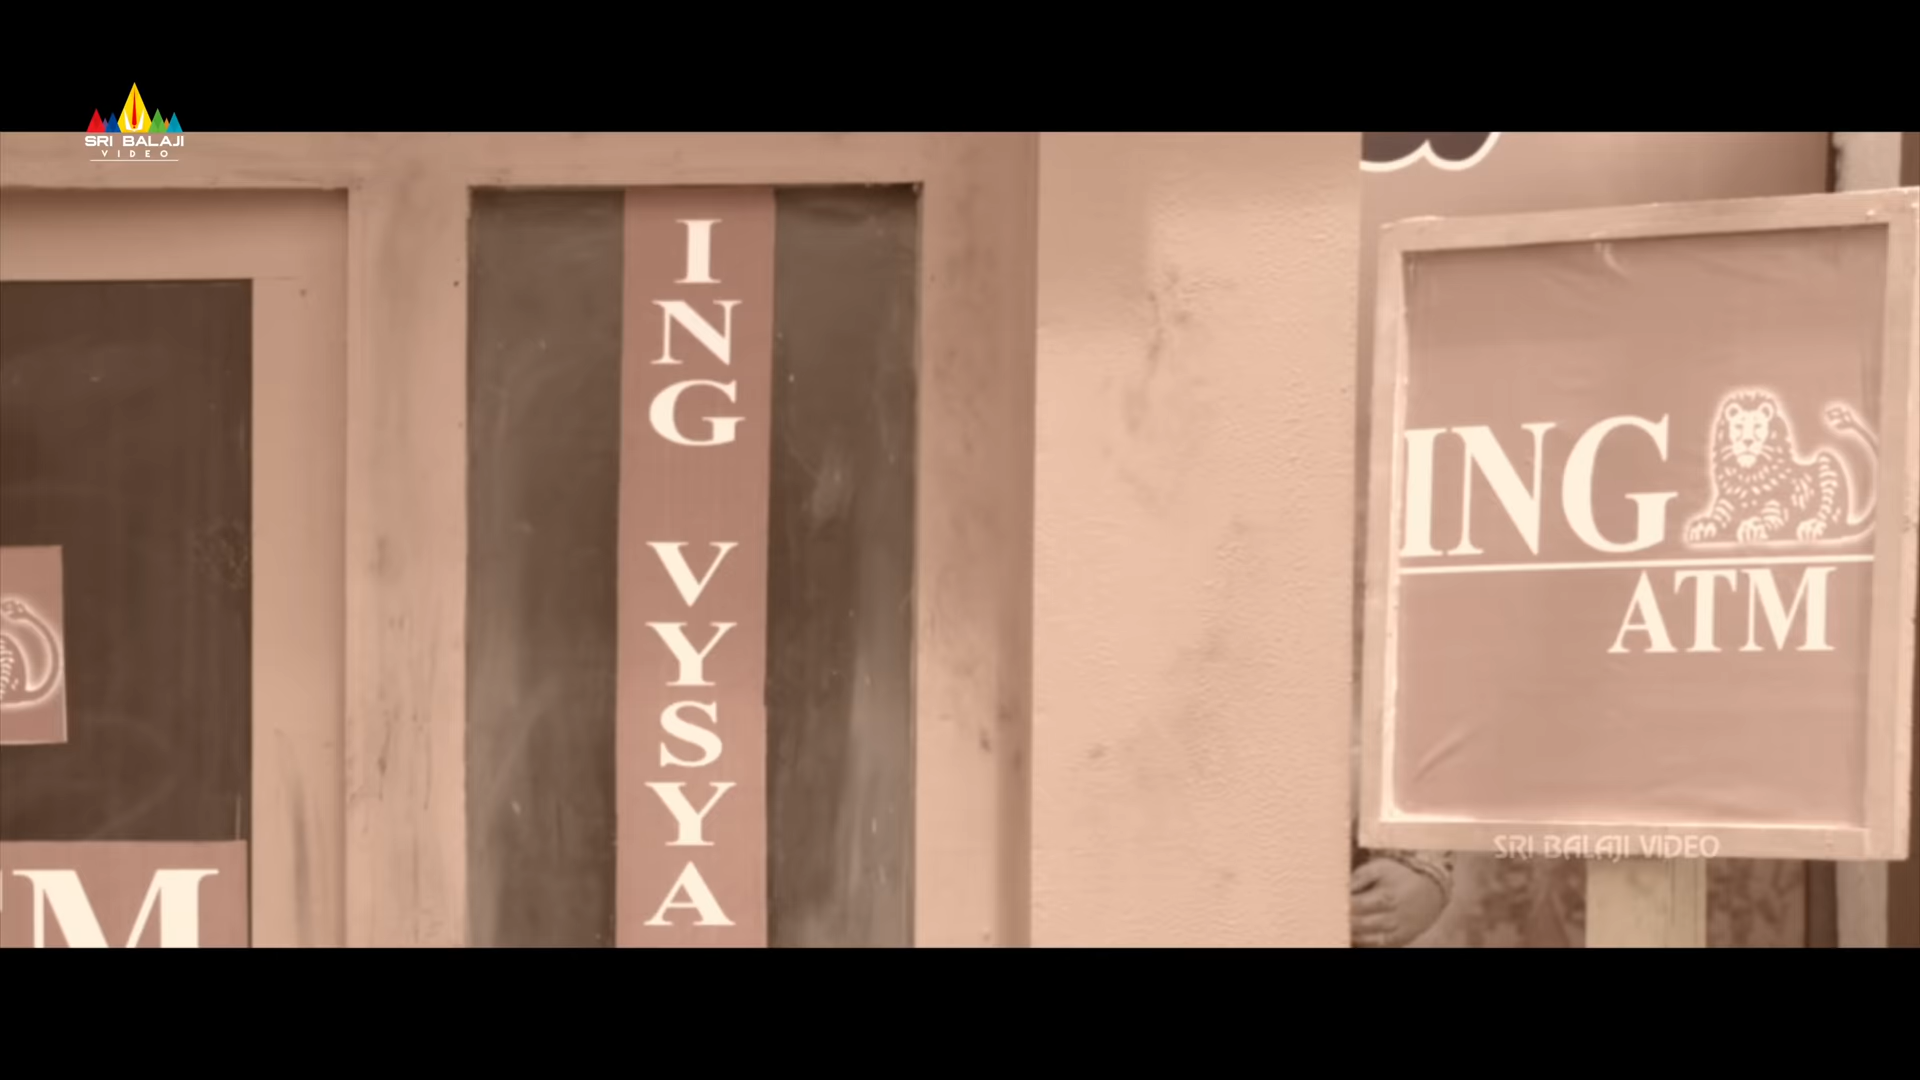 SRI BALAJI
VIDEO
I
N
G
V
Y
S
Y
A
ING
ATM
SRI BALAJI VIDEO